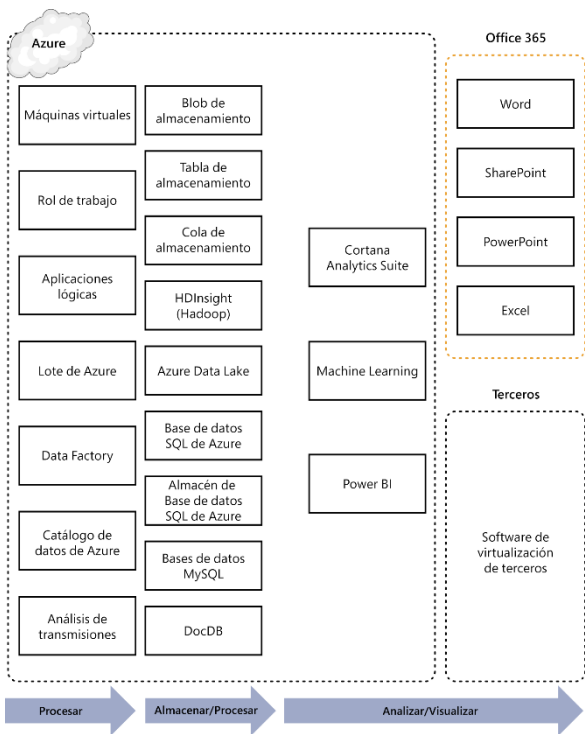 Azure
Máquinas virtuales
Rol de trabajo
Aplicaciones
lógicas
Lote de Azure
Data Factory
Catálogo de
datos de Azure
Análisis de
transmisiones
Blob de
almacenamiento
Tabla de
almacenamiento
Cola de
almacenamiento
HDInsight
(Hadoop)
Azure Data Lake
Base de datos
SQL de Azure
Almacén de
Base de datos
SQL de Azure
Bases de datos
MySQL
DocDB
Cortana
Analytics Suite
Machine Learning
Power BI
Office 365
Word
SharePoint
PowerPoint
Excel
Terceros
Software de
virtualización
de terceros
Procesar
Almacenar/Procesar
Analizar/Visualizar